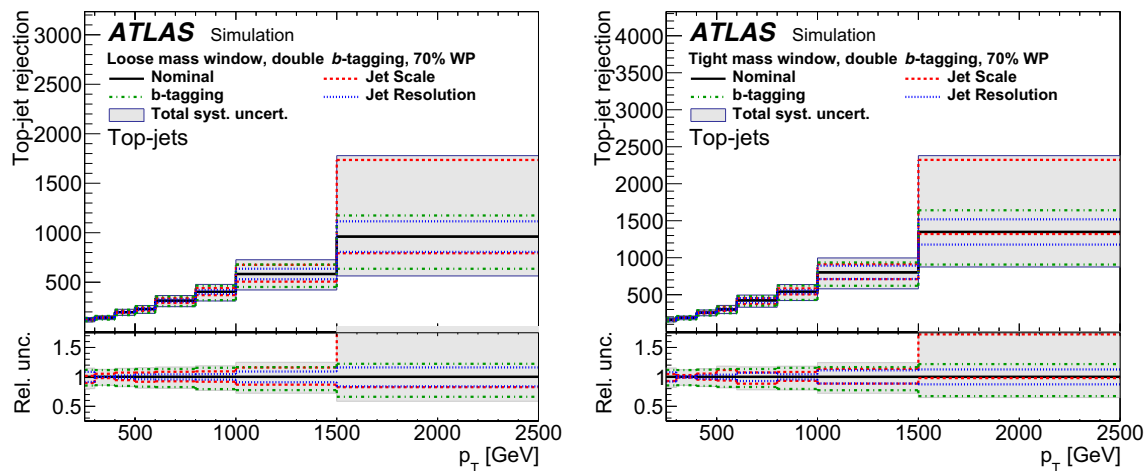 ATLAS Simulation
Loose mass window, double b-tagging, 70% WP
Nominal Jet Scale
b-tagging Jet Resolution
Total syst. uncert.
Top-jets
Top-jet rejection
3000
2500
2000
1500
1000
500
Rel. unc.
1.5
1
0.5
500 1000 1500 2000 2500
p_T [GeV]
ATLAS Simulation
Tight mass window, double b-tagging, 70% WP
Nominal Jet Scale
b-tagging Jet Resolution
Total syst. uncert.
Top-jets
Top-jet rejection
4000
3500
3000
2500
2000
1500
1000
500
Rel. unc.
1.5
1
0.5
500 1000 1500 2000 2500
p_T [GeV]